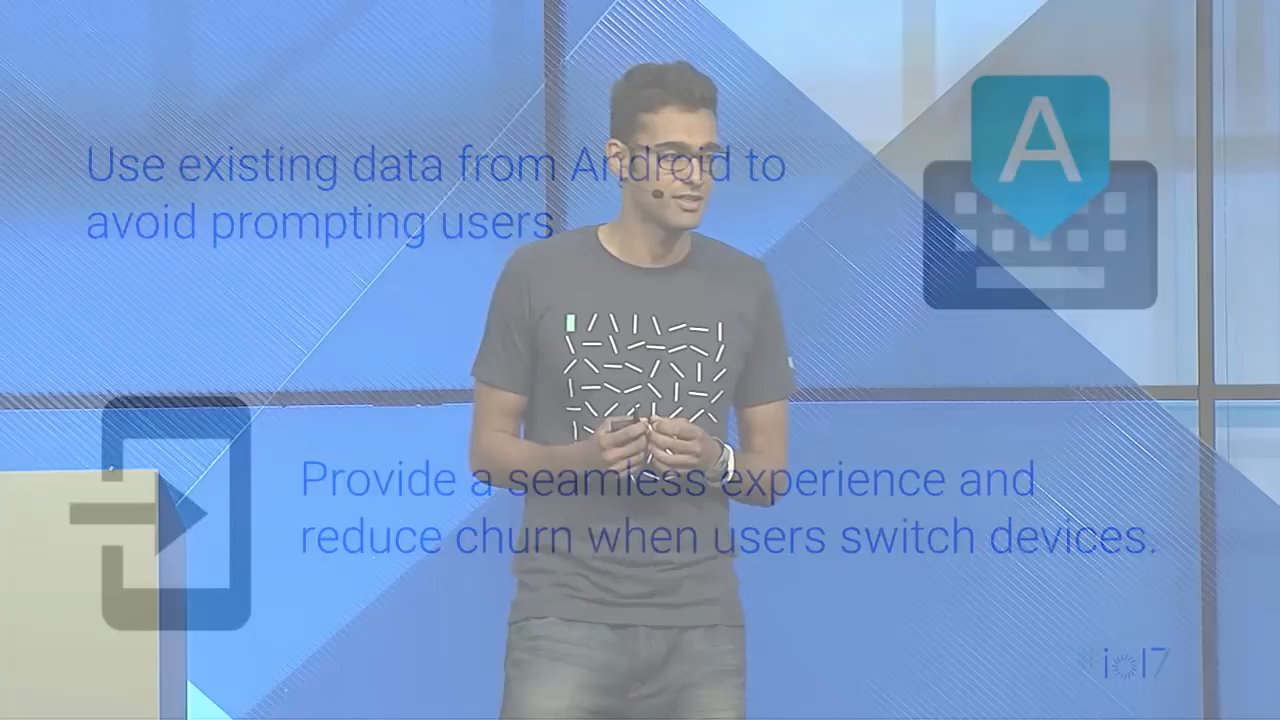 A
Use existing data from Android to
avoid prompting users
Provide a seamless experience and
reduce churn when users switch devices.
#io17